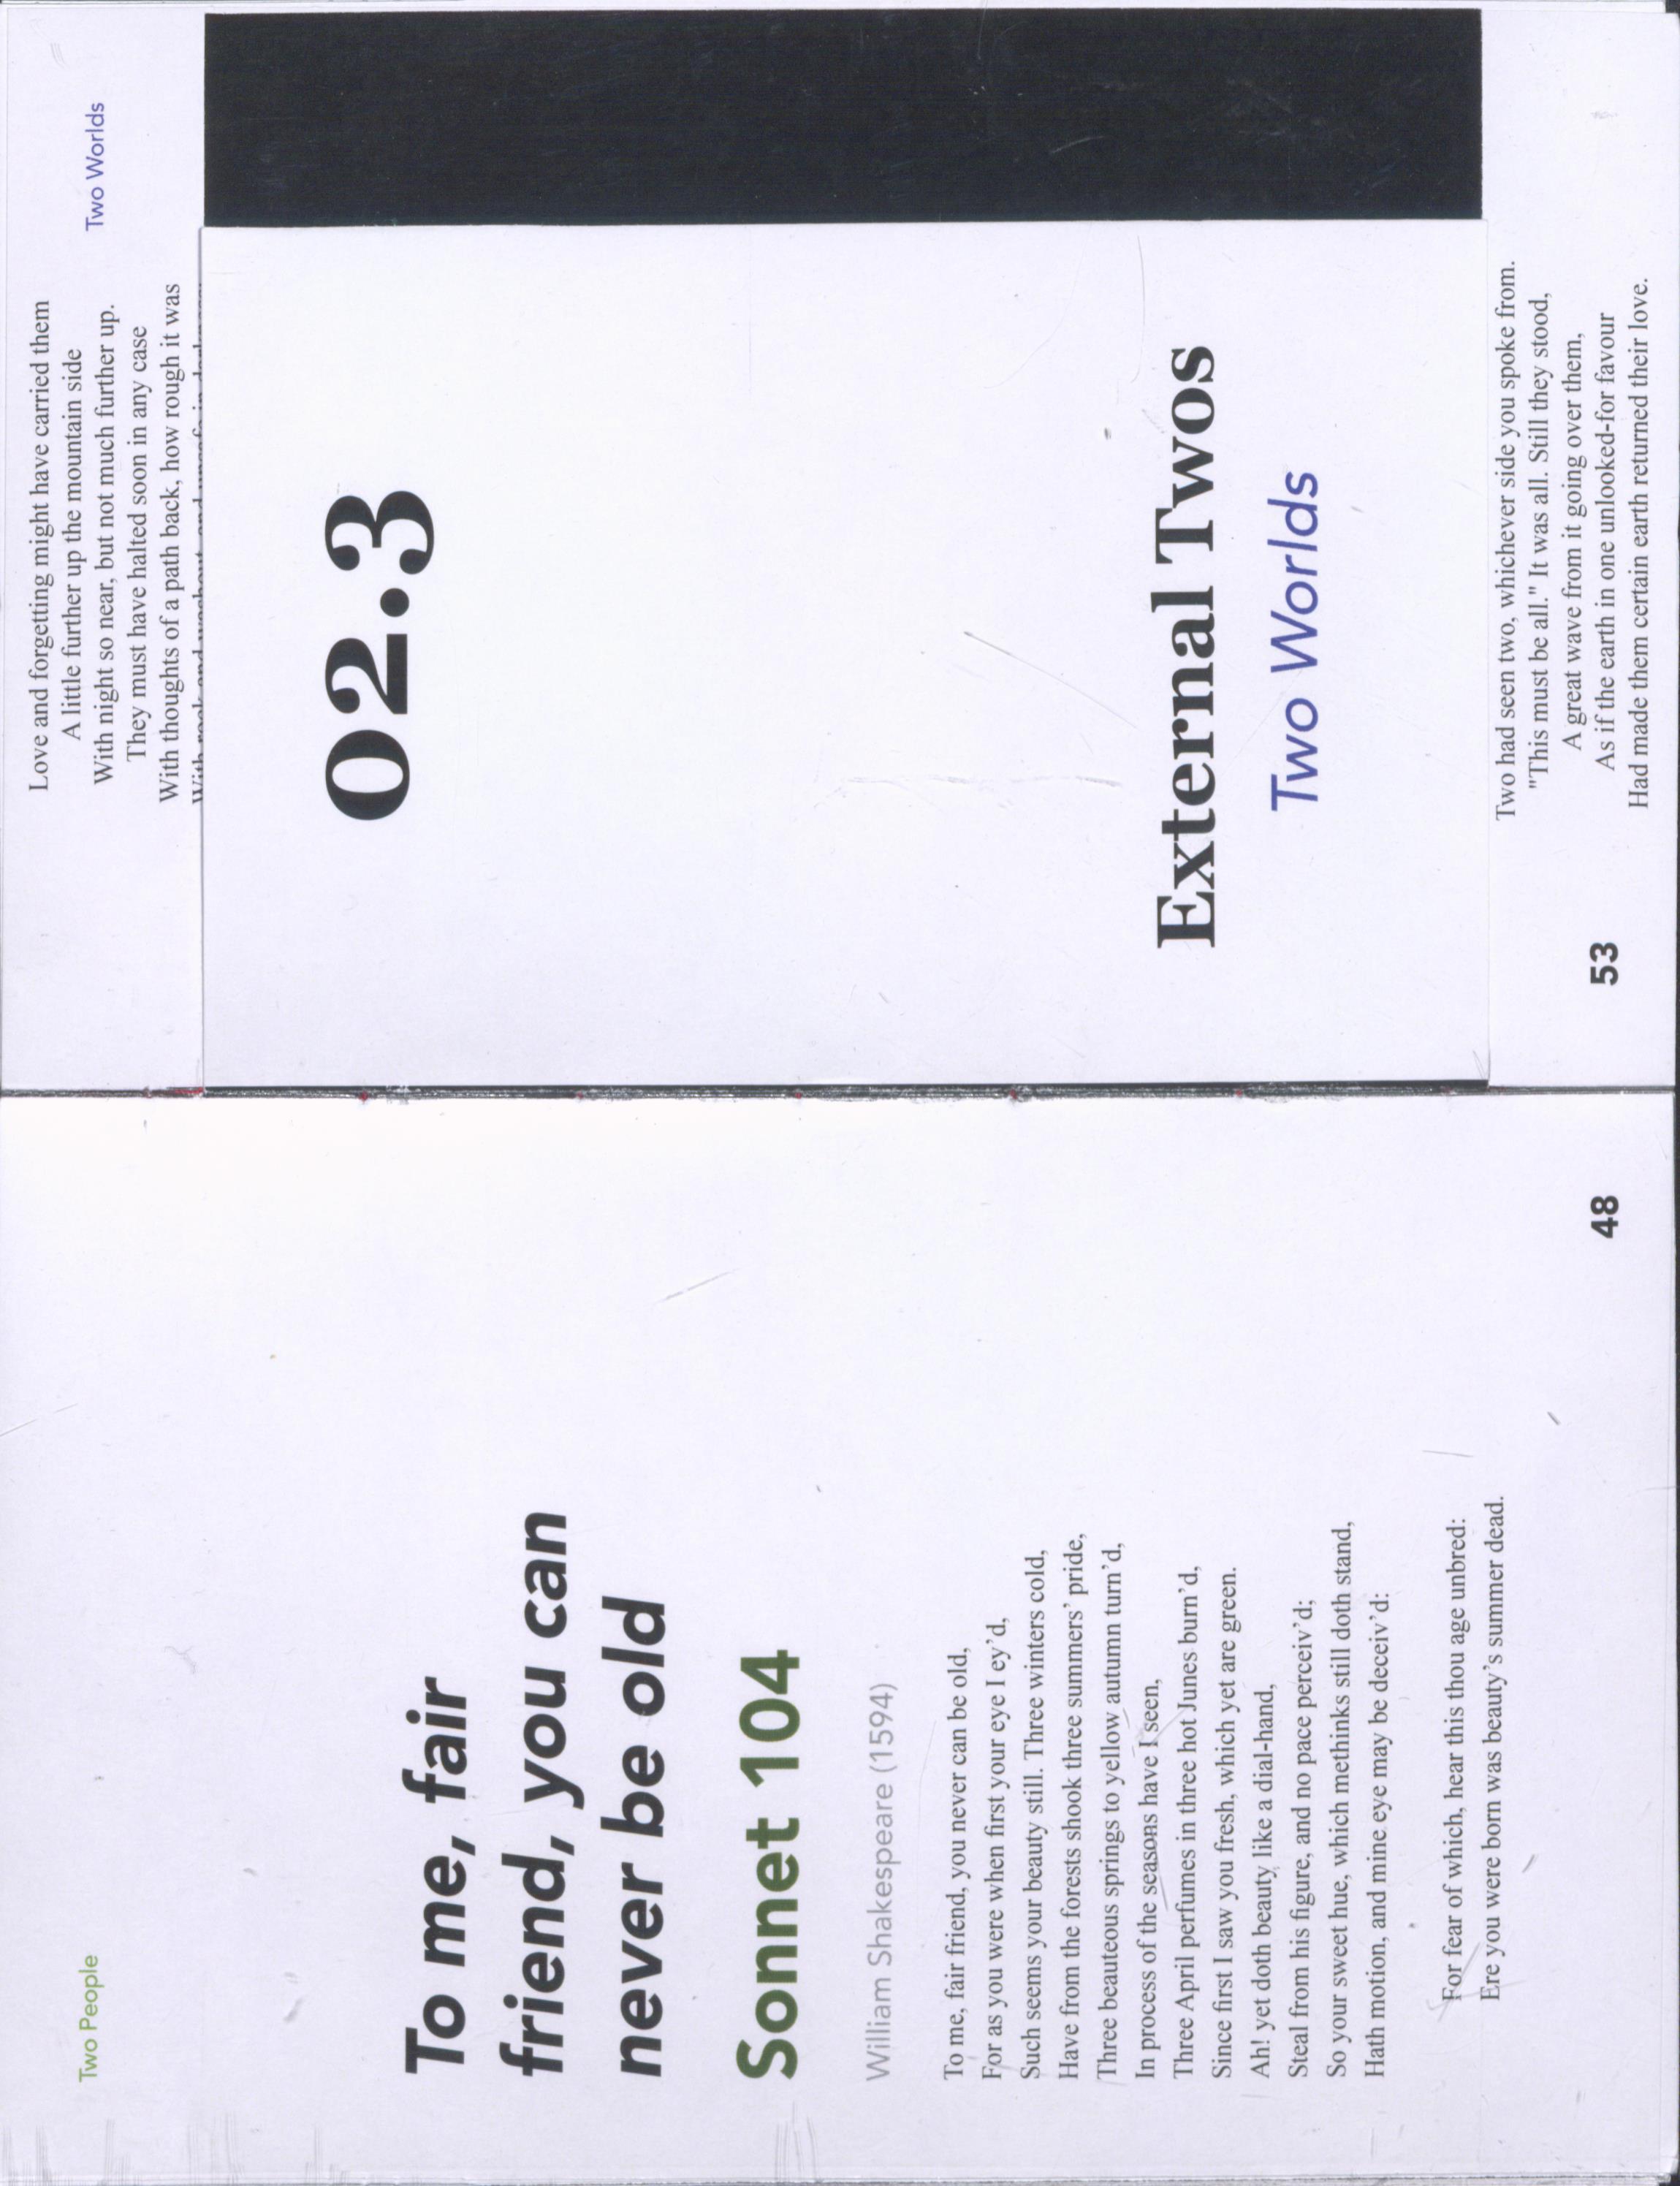 Two People
To me, fair
friend, you can
never be old
Sonnet 104
William Shakespeare (1594)
To me, fair friend, you never can be old,
For as you were when first your eye I ey’d,
Such seems your beauty still. Three winters cold,
Have from the forests shook three summers’ pride,
Three beauteous springs to yellow autumn turn’d,
In process of the seasons have I seen,
Three April perfumes in three hot Junes burn’d,
Since first I saw you fresh, which yet are green.
Ah! yet doth beauty like a dial-hand,
Steal from his figure, and no pace perceiv’d;
So your sweet hue, which methinks still doth stand,
Hath motion, and mine eye may be deceiv’d:
For fear of which, hear this thou age unbred:
Ere you were born was beauty’s summer dead.
48
Love and forgetting might have carried them
A little further up the mountain side
With night so near, but not much further up.
They must have halted soon in any case
With thoughts of a path back, how rough it was
With rock and washout, and unsafe in darkness;
Two Worlds
02.3
External Twos
Two Worlds
Two had seen two, whichever side you spoke from.
"This must be all." It was all. Still they stood,
A great wave from it going over them,
As if the earth in one unlooked-for favour
Had made them certain earth returned their love.
53